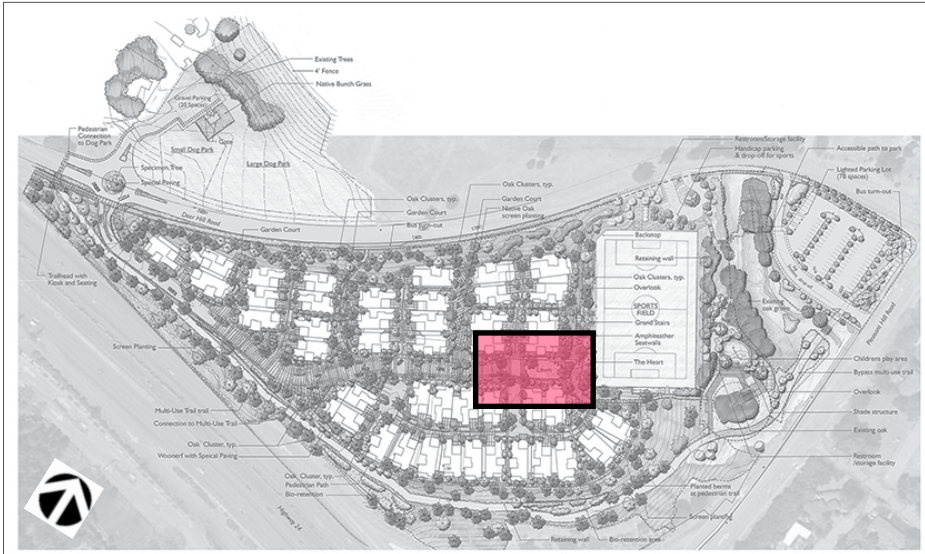 Existing Trees
4' Fence
Native Bunch Grass
Gravel Parking
(20 Spaces)
Pedestrian
Connection
to Dog Park
Gate
Small Dog Park
Large Dog Park
Specimen Tree
Special Paving
Deer Hill Road
Garden Court
Oak Clusters, typ.
Garden Court
Bus turn-out
Oak Clusters, typ.
Garden Court
Native Oak
screen planting
Restroom/Storage facility
Handicap parking
& drop-off for sports
Accessible path to park
Lighted Parking Lot
(78 spaces)
Bus turn-out
Backstop
Retaining wall
Oak Clusters, typ.
Overlook
SPORTS
FIELD
Grand Stairs
Amphiteather
Seatwalls
The Heart
Existing
oak grove
Pleasant Hill Road
Childrens play area
Bypass multi-use trail
Overlook
Shade structure
Existing oak
Restroom
/storage facility
Trailhead with
Kiosk and Seating
Screen Planting
Multi-Use Trail trail
Connection to Multi-Use Trail
Oak Cluster, typ.
Woonerf with Speical Paving
Oak Cluster, typ.
Pedestrian Path
Bio-retention
Highway 24
Planted berms
at pedestrian trail
Screen planting
Retaining wall
Bio-retention area